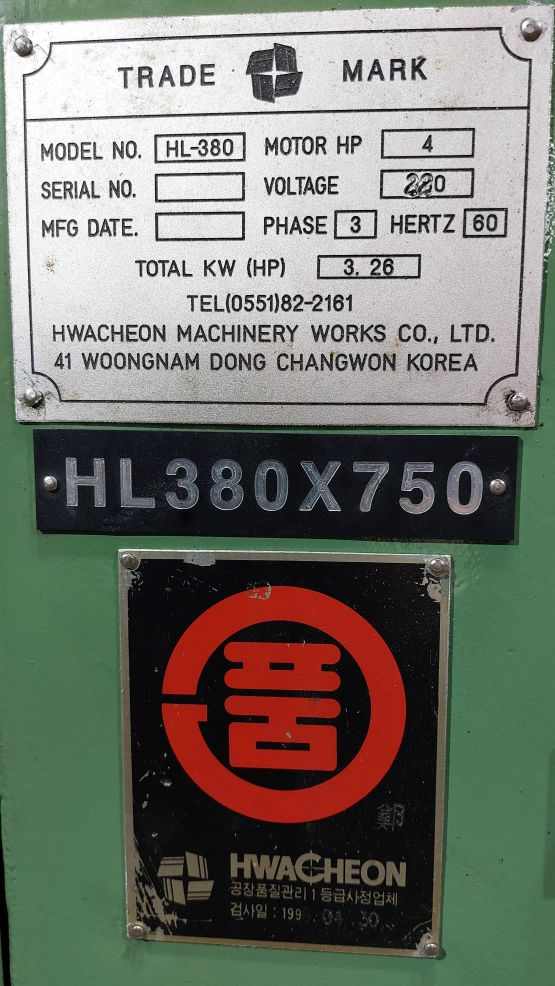 TRADE MARK
MODEL NO. HL-380 MOTOR HP 4
SERIAL NO. VOLTAGE 220
MFG DATE. PHASE 3 HERTZ 60
TOTAL KW (HP) 3.26
TEL(0551)82-2161
HWACHEON MACHINERY WORKS CO., LTD.
41 WOONGNAM DONG CHANGWON KOREA
HL380X750
품
HWACHEON
공장품질관리 1 등급사정업체
검사일 :